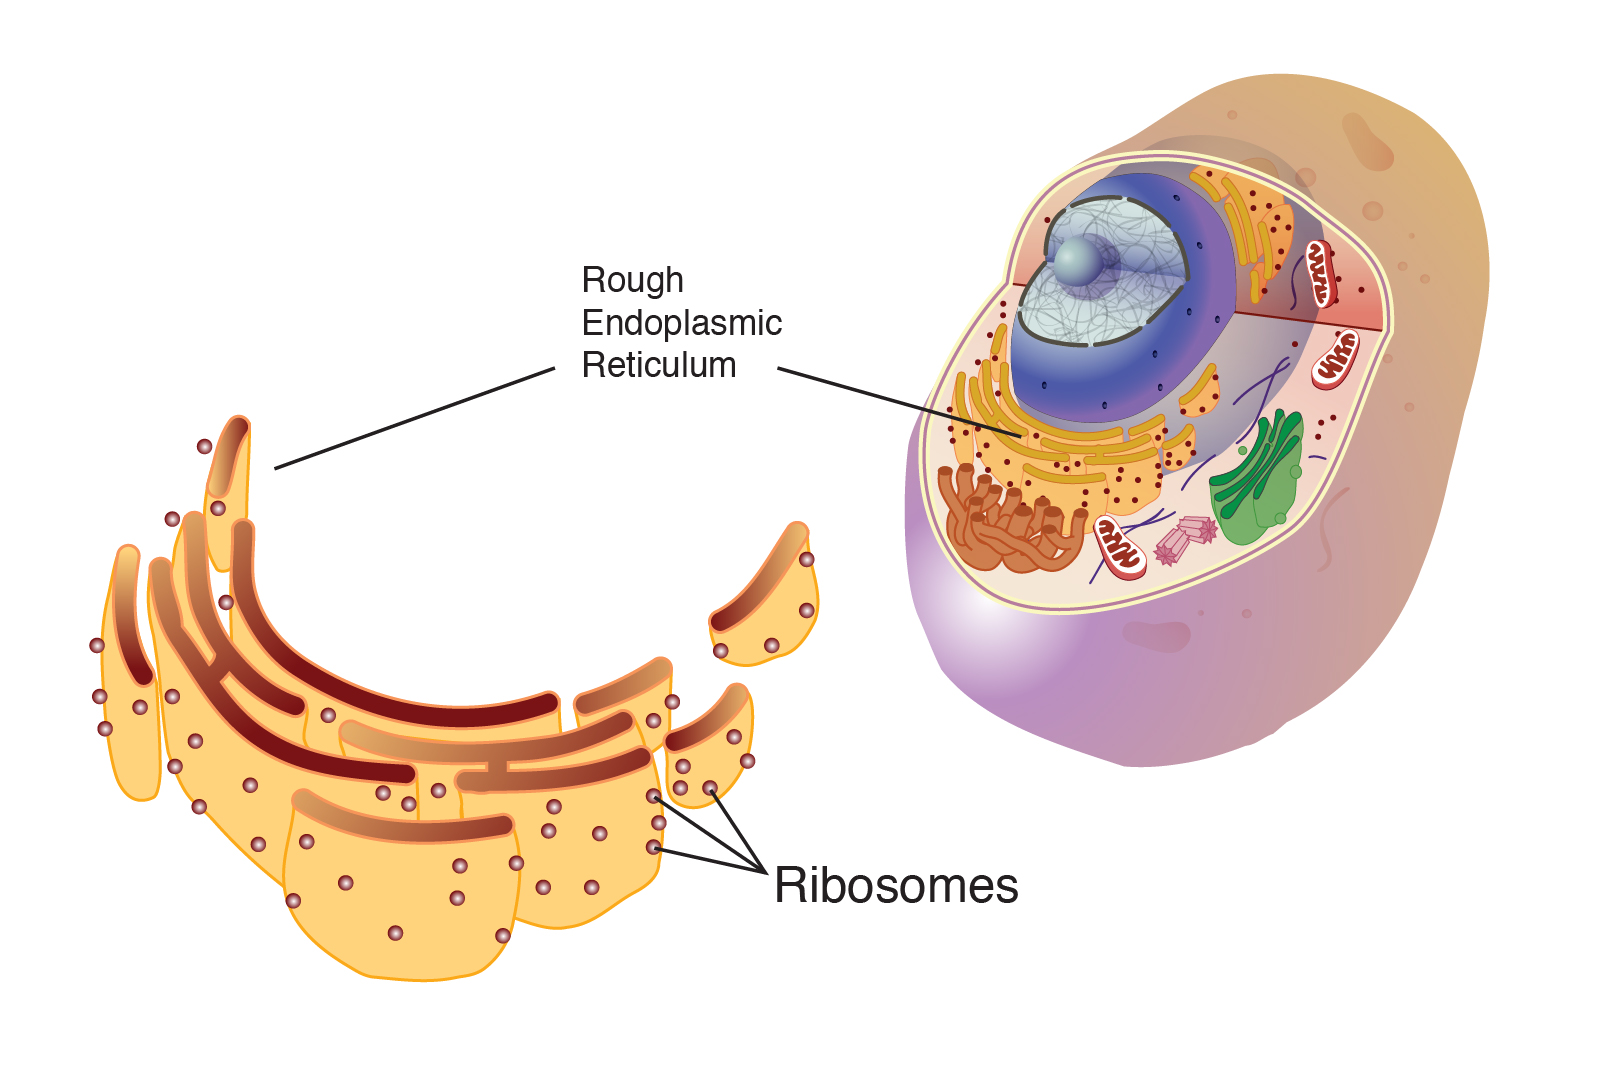 Rough
Endoplasmic
Reticulum
Ribosomes